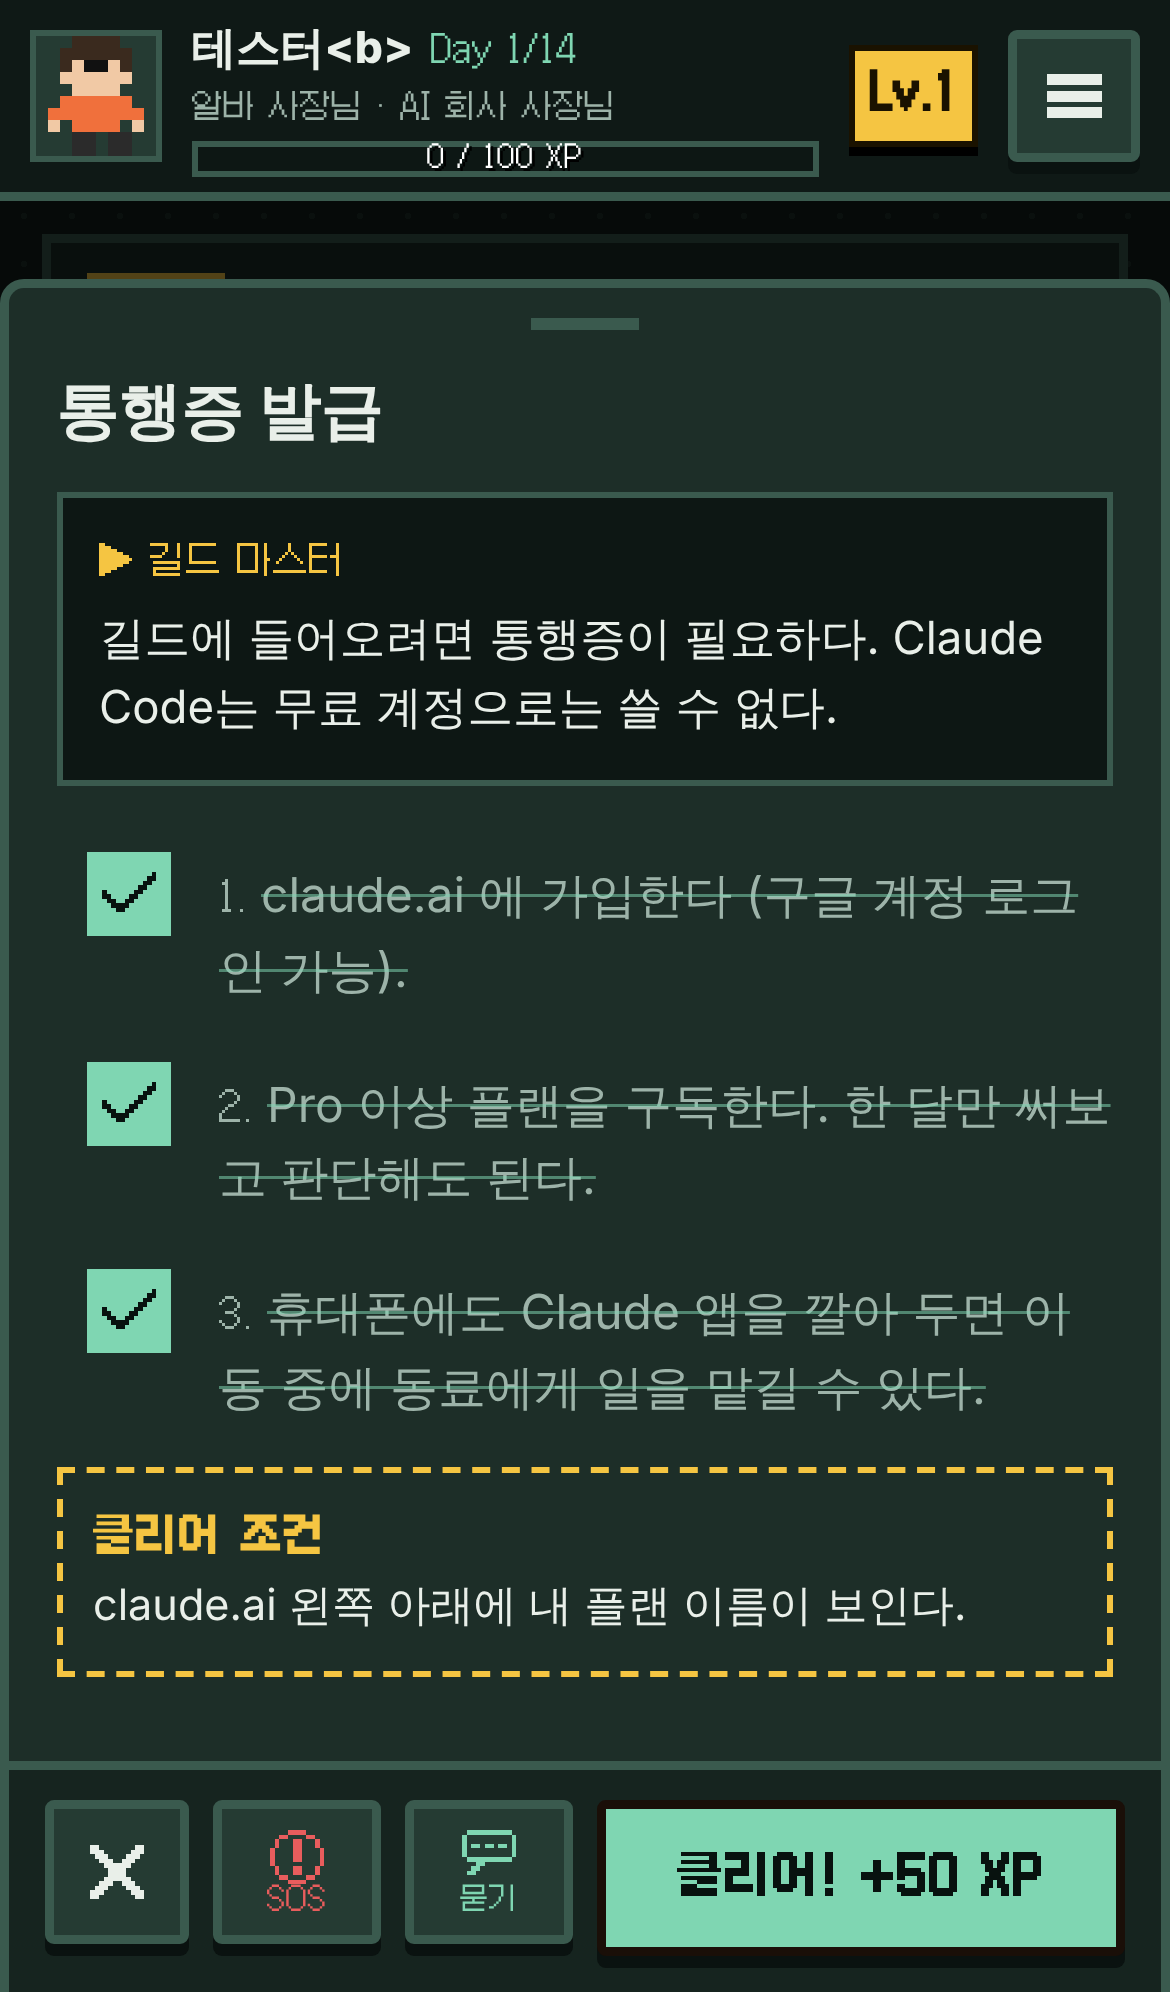 테스터<b> Day 1/14
알바 사장님 · AI 회사 사장님
0 / 100 XP
Lv.1
통행증 발급
▶ 길드 마스터
길드에 들어오려면 통행증이 필요하다. Claude
Code는 무료 계정으로는 쓸 수 없다.
1. claude.ai 에 가입한다 (구글 계정 로그
인 가능).
2. Pro 이상 플랜을 구독한다. 한 달만 써보
고 판단해도 된다.
3. 휴대폰에도 Claude 앱을 깔아 두면 이
동 중에 동료에게 일을 맡길 수 있다.
클리어 조건
claude.ai 왼쪽 아래에 내 플랜 이름이 보인다.
SOS
묻기
클리어! +50 XP